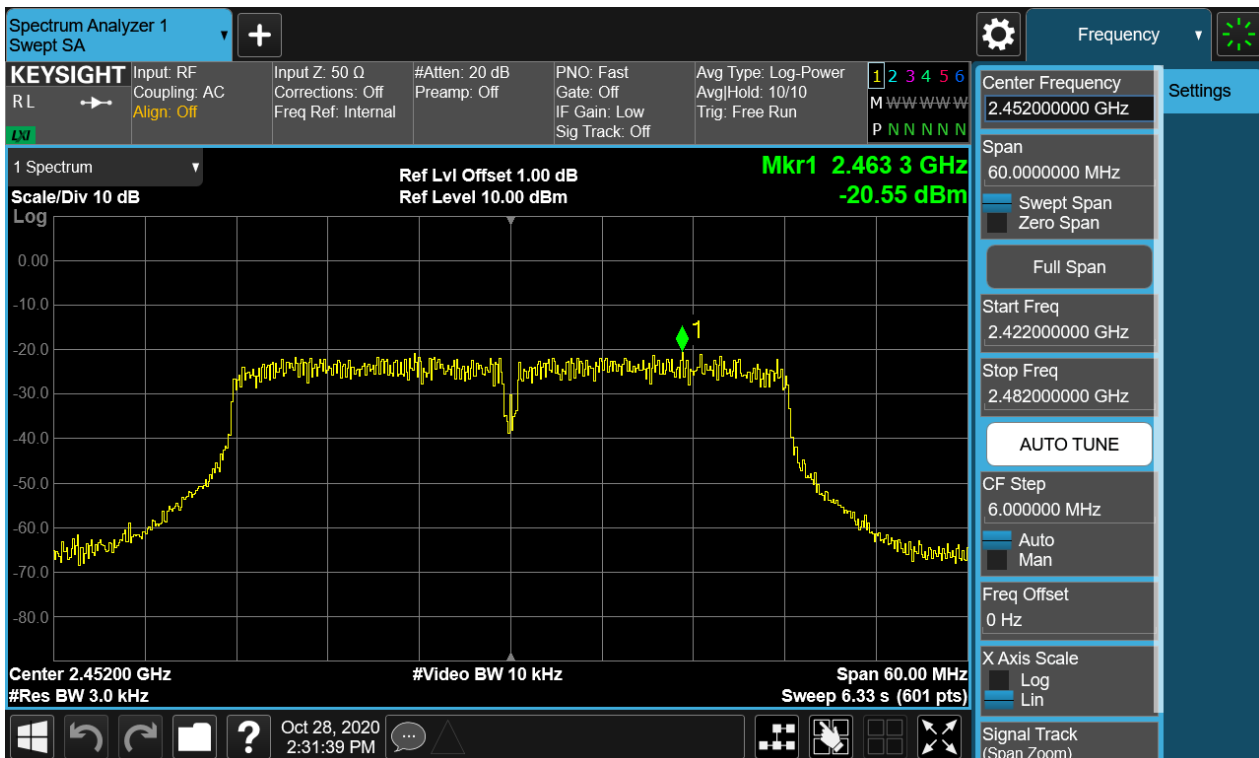 Spectrum Analyzer 1
Swept SA
+
Frequency
KEYSIGHT
RL
LXI
Input: RF
Coupling: AC
Align: Off
Input Z: 50 Ω
Corrections: Off
Freq Ref: Internal
#Atten: 20 dB
Preamp: Off
PNO: Fast
Gate: Off
IF Gain: Low
Sig Track: Off
Avg Type: Log-Power
Avg|Hold: 10/10
Trig: Free Run
1 2 3 4 5 6
M W W W W W
P N N N N N
1 Spectrum
Scale/Div 10 dB
Log
Ref Lvl Offset 1.00 dB
Ref Level 10.00 dBm
Mkr1 2.463 3 GHz
-20.55 dBm
0.00
-10.0
-20.0
-30.0
-40.0
-50.0
-60.0
-70.0
-80.0
1
Center 2.45200 GHz
#Res BW 3.0 kHz
#Video BW 10 kHz
Span 60.00 MHz
Sweep 6.33 s (601 pts)
Center Frequency
2.452000000 GHz
Span
60.0000000 MHz
Swept Span
Zero Span
Full Span
Start Freq
2.422000000 GHz
Stop Freq
2.482000000 GHz
AUTO TUNE
CF Step
6.000000 MHz
Auto
Man
Freq Offset
0 Hz
X Axis Scale
Log
Lin
Signal Track
(Span Zoom)
Settings
?
Oct 28, 2020
2:31:39 PM